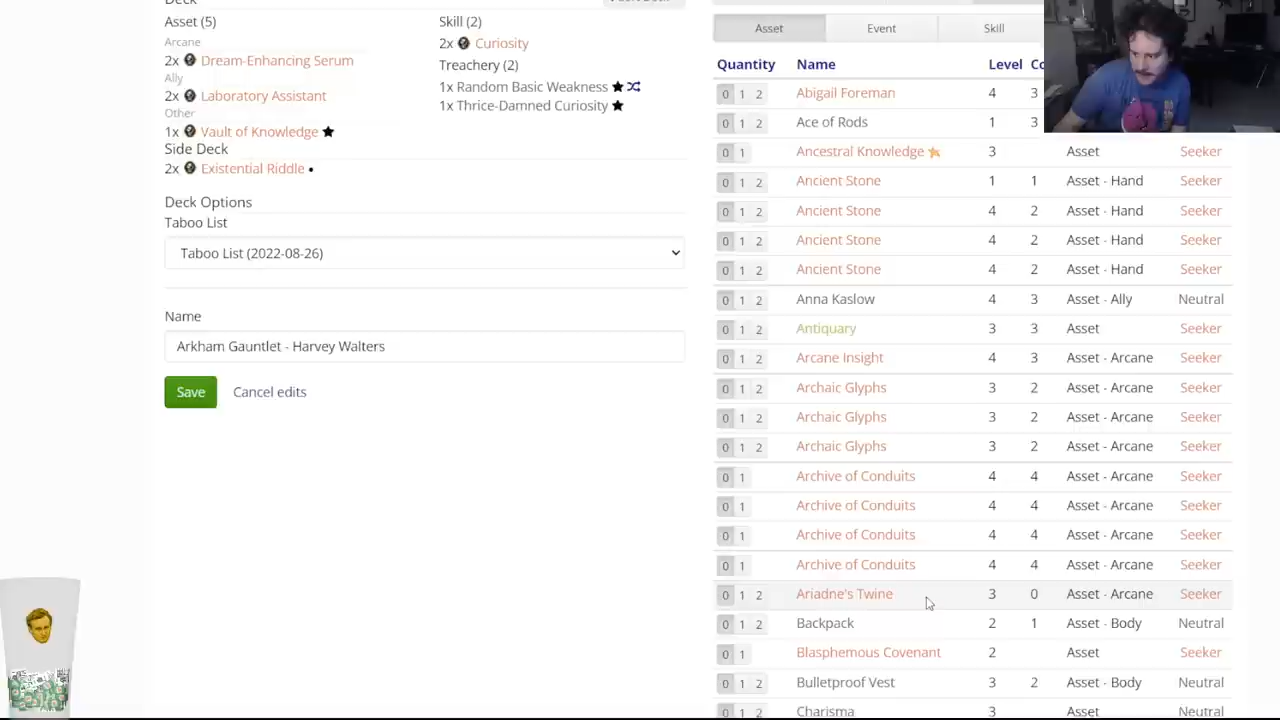 Deck
Asset (5)
Arcane
2x Dream-Enhancing Serum
Ally
2x Laboratory Assistant
Other
1x Vault of Knowledge
Side Deck
2x Existential Riddle •
Skill (2)
2x Curiosity
Treachery (2)
1x Random Basic Weakness
1x Thrice-Damned Curiosity
Deck Options
Taboo List
Taboo List (2022-08-26)
Name
Arkham Gauntlet - Harvey Walters
Save Cancel edits
Asset Event Skill
Quantity Name Level Co
0 1 2 Abigail Foreman 4 3
0 1 2 Ace of Rods 1 3
0 1 Ancestral Knowledge 3 Asset Seeker
0 1 2 Ancient Stone 1 1 Asset - Hand Seeker
0 1 2 Ancient Stone 4 2 Asset - Hand Seeker
0 1 2 Ancient Stone 4 2 Asset - Hand Seeker
0 1 2 Ancient Stone 4 2 Asset - Hand Seeker
0 1 2 Anna Kaslow 4 3 Asset - Ally Neutral
0 1 2 Antiquary 3 3 Asset Seeker
0 1 2 Arcane Insight 4 3 Asset - Arcane Seeker
0 1 2 Archaic Glyphs 3 2 Asset - Arcane Seeker
0 1 2 Archaic Glyphs 3 2 Asset - Arcane Seeker
0 1 2 Archaic Glyphs 3 2 Asset - Arcane Seeker
0 1 Archive of Conduits 4 4 Asset - Arcane Seeker
0 1 Archive of Conduits 4 4 Asset - Arcane Seeker
0 1 Archive of Conduits 4 4 Asset - Arcane Seeker
0 1 Archive of Conduits 4 4 Asset - Arcane Seeker
0 1 2 Ariadne's Twine 3 0 Asset - Arcane Seeker
0 1 2 Backpack 2 1 Asset - Body Neutral
0 1 Blasphemous Covenant 2 Asset Seeker
0 1 2 Bulletproof Vest 3 2 Asset - Body Neutral
0 1 2 Charisma 3 Asset Neutral